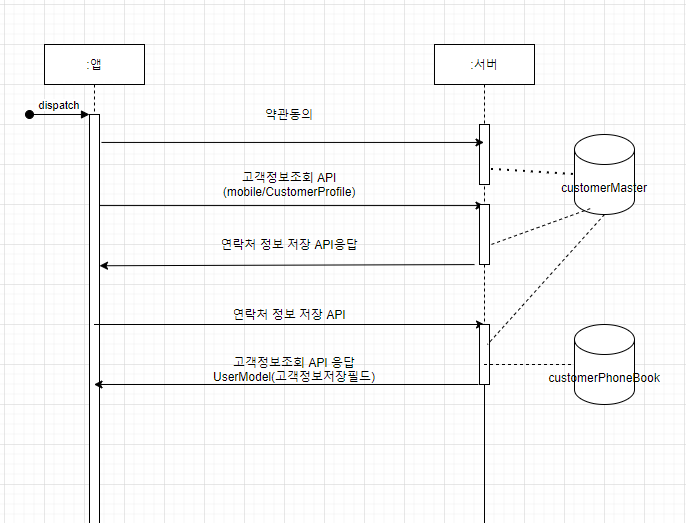 :앱
:서버
dispatch
약관동의
고객정보조회 API
(mobile/CustomerProfile)
customerMaster
연락처 정보 저장 API응답
연락처 정보 저장 API
고객정보조회 API 응답
UserModel(고객정보저장필드)
customerPhoneBook